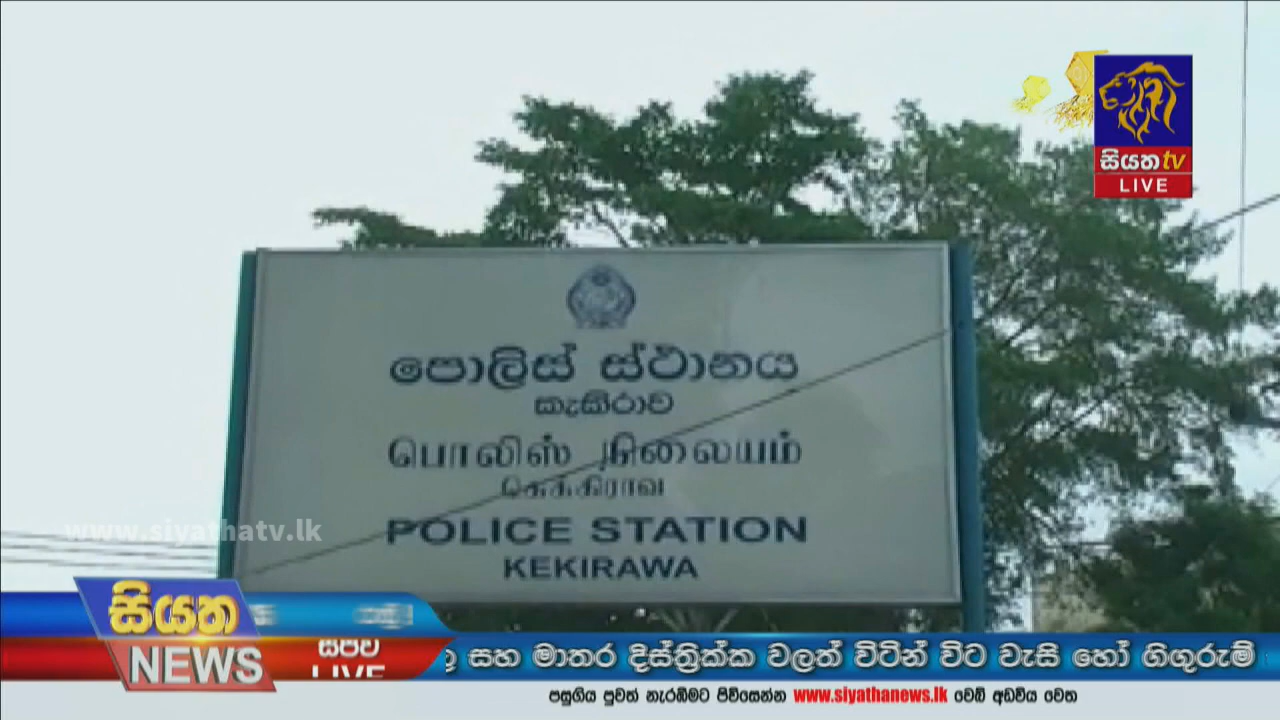 සියත tv
LIVE
පොලිස් ස්ථානය
කැකිරාව
பொலிஸ் நிலையம்
கெக்கிராவ
POLICE STATION
KEKIRAWA
www.siyathatv.lk
සියත
NEWS
සජීව
LIVE
සහ මාතර දිස්ත්‍රික්ක වලත් විටින් විට වැසි හෝ ගිගුරුම්
පසුගිය පුවත් නැරඹීමට පිවිසෙන්න www.siyathanews.lk වෙබ් අඩවිය වෙත